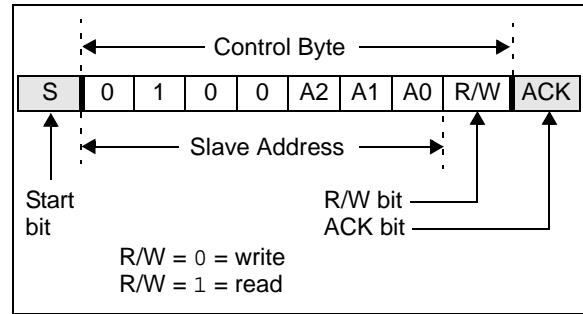 Control Byte
S 0 1 0 0 A2 A1 A0 R/W ACK
Slave Address
Start
bit
R/W bit
ACK bit
R/W = 0 = write
R/W = 1 = read